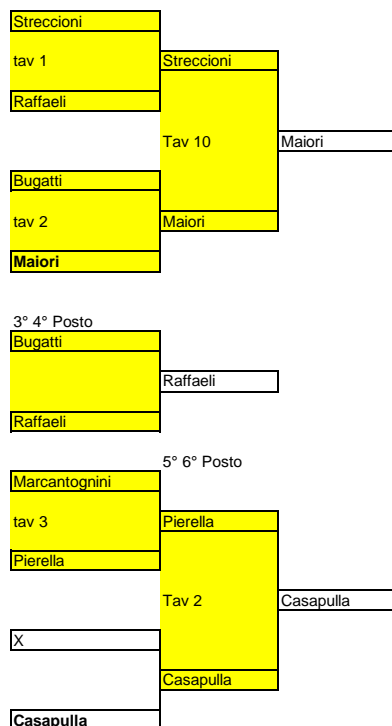 Streccioni
tav 1
Streccioni
Raffaeli
Tav 10
Maiori
Bugatti
tav 2
Maiori
Maiori
3° 4° Posto
Bugatti
Raffaeli
Raffaeli
5° 6° Posto
Marcantognini
tav 3
Pierella
Pierella
Tav 2
Casapulla
X
Casapulla
Casapulla